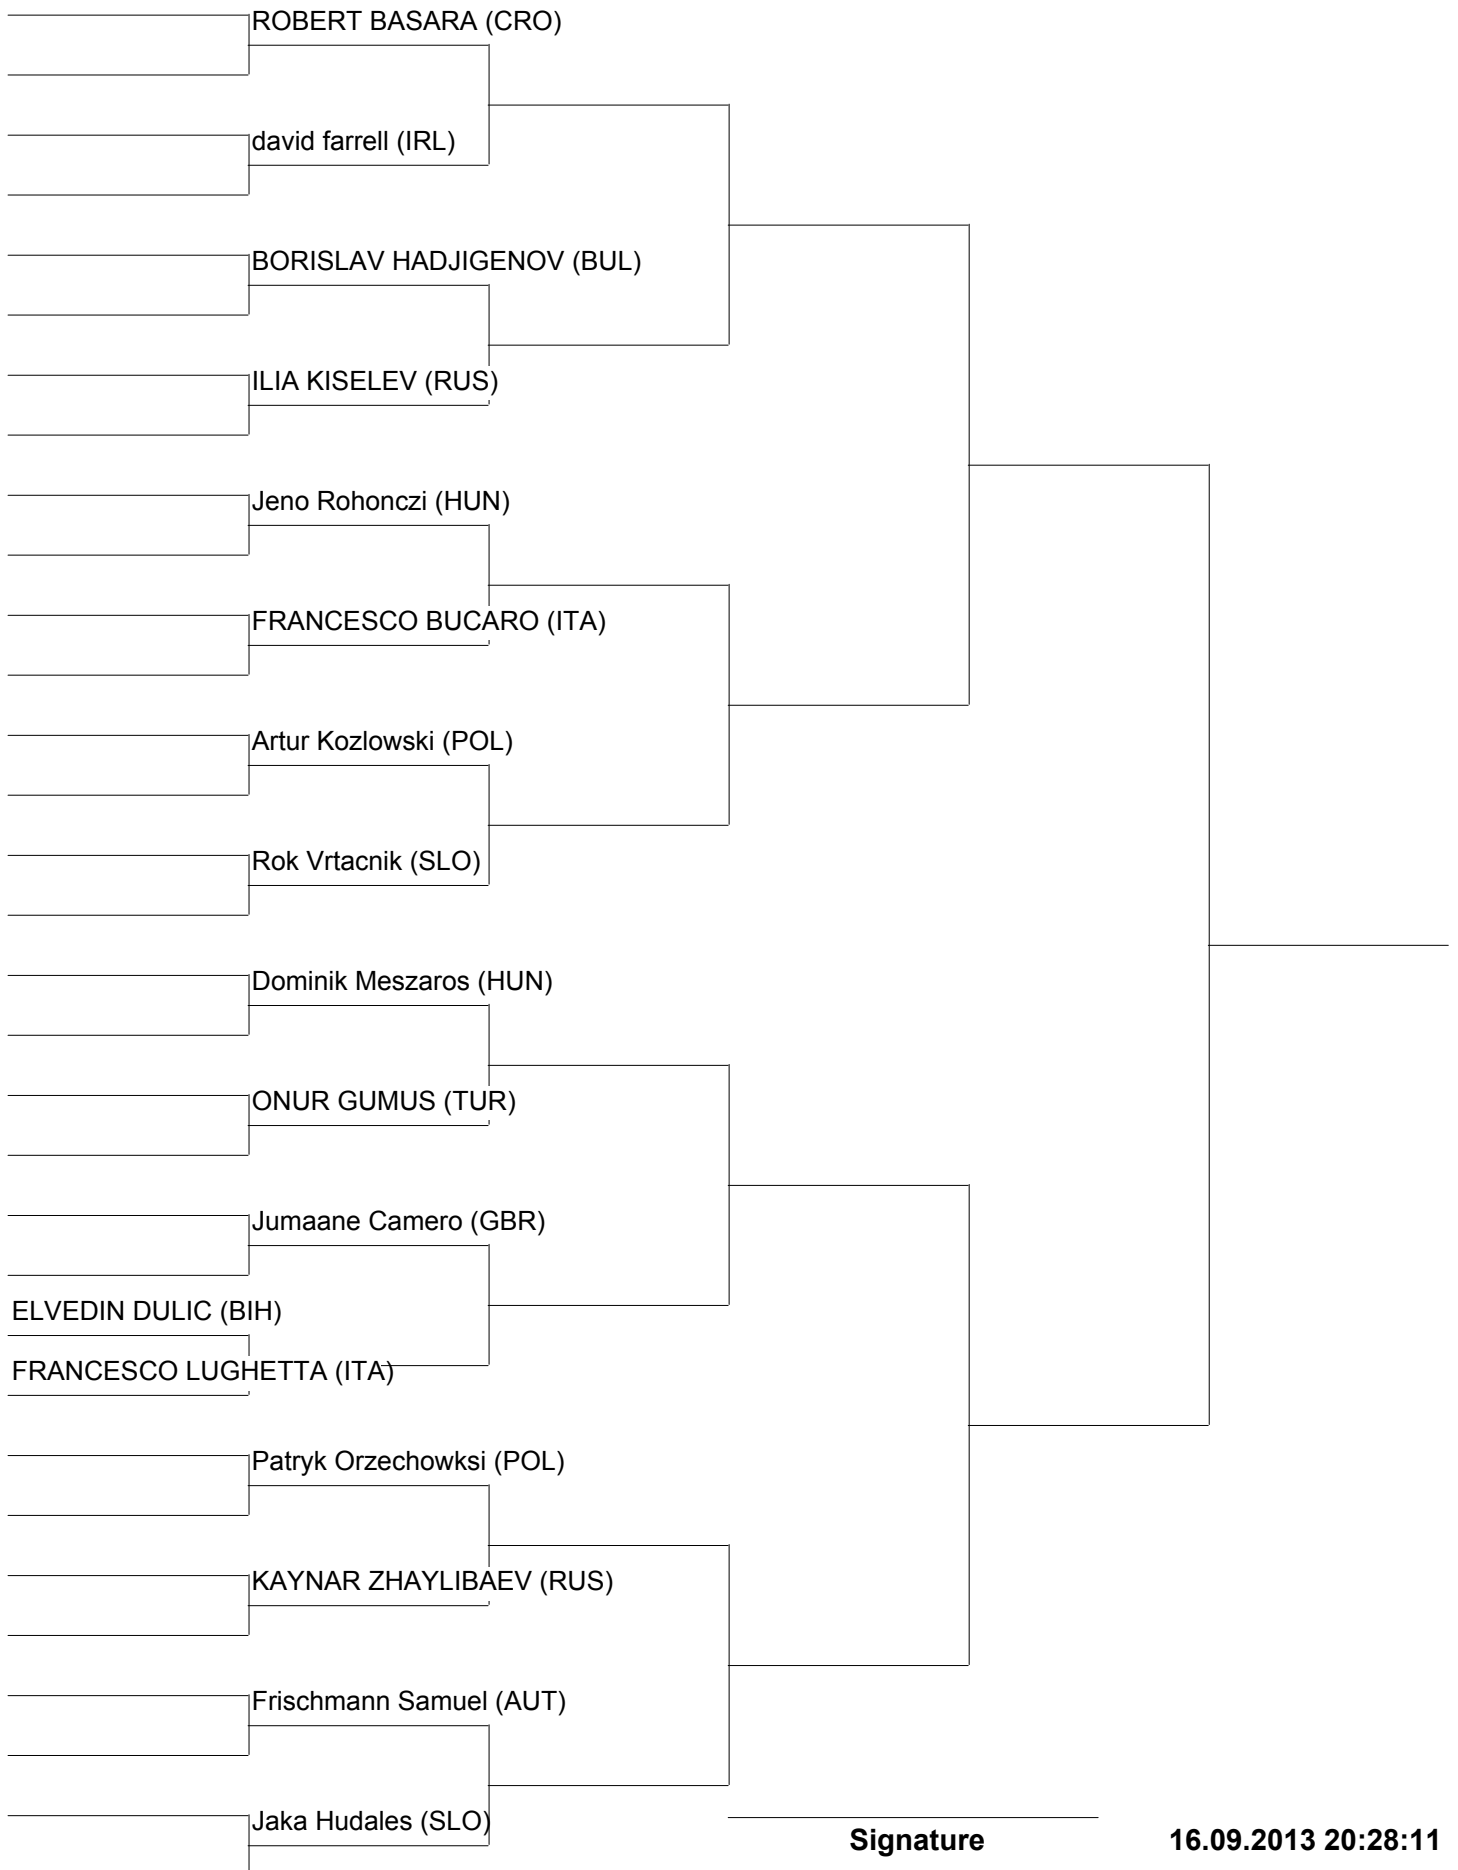 ROBERT BASARA (CRO)
david farrell (IRL)
BORISLAV HADJIGENOV (BUL)
ILIA KISELEV (RUS)
Jeno Rohonczi (HUN)
FRANCESCO BUCARO (ITA)
Artur Kozlowski (POL)
Rok Vrtacnik (SLO)
Dominik Meszaros (HUN)
ONUR GUMUS (TUR)
Jumaane Camero (GBR)
ELVEDIN DULIC (BIH)
FRANCESCO LUGHETTA (ITA)
Patryk Orzechowksi (POL)
KAYNAR ZHAYLIBAEV (RUS)
Frischmann Samuel (AUT)
Jaka Hudales (SLO)
Signature 16.09.2013 20:28:11